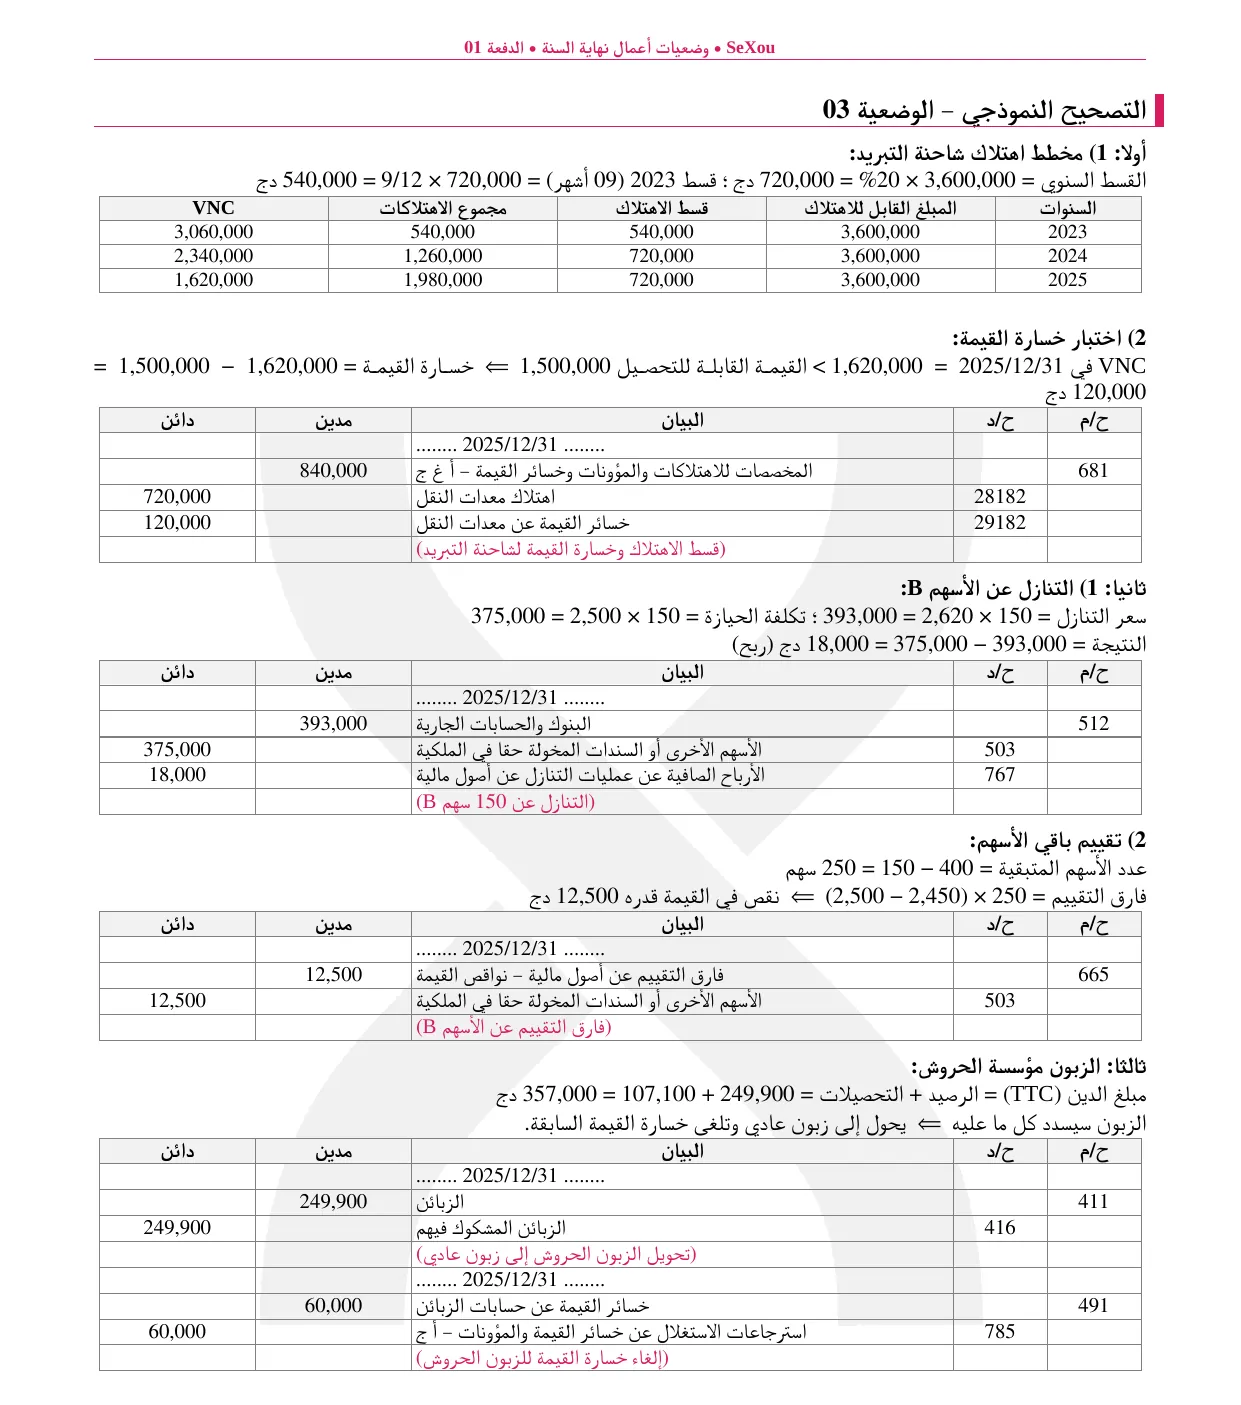 SeXou • وضعيات أعمال نهاية السنة • الدفعة 01
التصحيح النموذجي – الوضعية 03
أولا: 1) مخطط اهتلاك شاحنة التبريد:
القسط السنوي = 3,600,000 × 20% = 720,000 دج ؛ قسط 2023 (09 أشهر) = 720,000 × 9/12 = 540,000 دج
السنوات | المبلغ القابل للاهتلاك | قسط الاهتلاك | مجموع الاهتلاكات | VNC
2023 | 3,600,000 | 540,000 | 540,000 | 3,060,000
2024 | 3,600,000 | 720,000 | 1,260,000 | 2,340,000
2025 | 3,600,000 | 720,000 | 1,980,000 | 1,620,000
2) اختبار خسارة القيمة:
VNC في 2025/12/31 = 1,620,000 > القيمة القابلة للتحصيل 1,500,000 ⇐ خسارة القيمة = 1,620,000 − 1,500,000 =
120,000 دج
ح/م | ح/د | البيان | مدين | دائن
........ 2025/12/31 ........
681 | المخصصات للاهتلاكات والمؤونات وخسائر القيمة – أ غ ج | 840,000
28182 | اهتلاك معدات النقل | 720,000
29182 | خسائر القيمة عن معدات النقل | 120,000
(قسط الاهتلاك وخسارة القيمة لشاحنة التبريد)
ثانيا: 1) التنازل عن الأسهم B:
سعر التنازل = 150 × 2,620 = 393,000 ؛ تكلفة الحيازة = 150 × 2,500 = 375,000
النتيجة = 393,000 − 375,000 = 18,000 دج (ربح)
ح/م | ح/د | البيان | مدين | دائن
........ 2025/12/31 ........
512 | البنوك والحسابات الجارية | 393,000
503 | الأسهم الأخرى أو السندات المخولة حقا في الملكية | 375,000
767 | الأرباح الصافية عن عمليات التنازل عن أصول مالية | 18,000
(التنازل عن 150 سهم B)
2) تقييم باقي الأسهم:
عدد الأسهم المتبقية = 400 − 150 = 250 سهم
فارق التقييم = 250 × (2,450 − 2,500) ⇐ نقص في القيمة قدره 12,500 دج
ح/م | ح/د | البيان | مدين | دائن
........ 2025/12/31 ........
665 | فارق التقييم عن أصول مالية – نواقص القيمة | 12,500
503 | الأسهم الأخرى أو السندات المخولة حقا في الملكية | 12,500
(فارق التقييم عن الأسهم B)
ثالثا: الزبون مؤسسة الحروش:
مبلغ الدين (TTC) = الرصيد + التحصيلات = 249,900 + 107,100 = 357,000 دج
الزبون سيسدد كل ما عليه ⇐ يحول إلى زبون عادي وتلغى خسارة القيمة السابقة.
ح/م | ح/د | البيان | مدين | دائن
........ 2025/12/31 ........
411 | الزبائن | 249,900
416 | الزبائن المشكوك فيهم | 249,900
(تحويل الزبون الحروش إلى زبون عادي)
........ 2025/12/31 ........
491 | خسائر القيمة عن حسابات الزبائن | 60,000
785 | استرجاعات الاستغلال عن خسائر القيمة والمؤونات – أ ج | 60,000
(إلغاء خسارة القيمة للزبون الحروش)